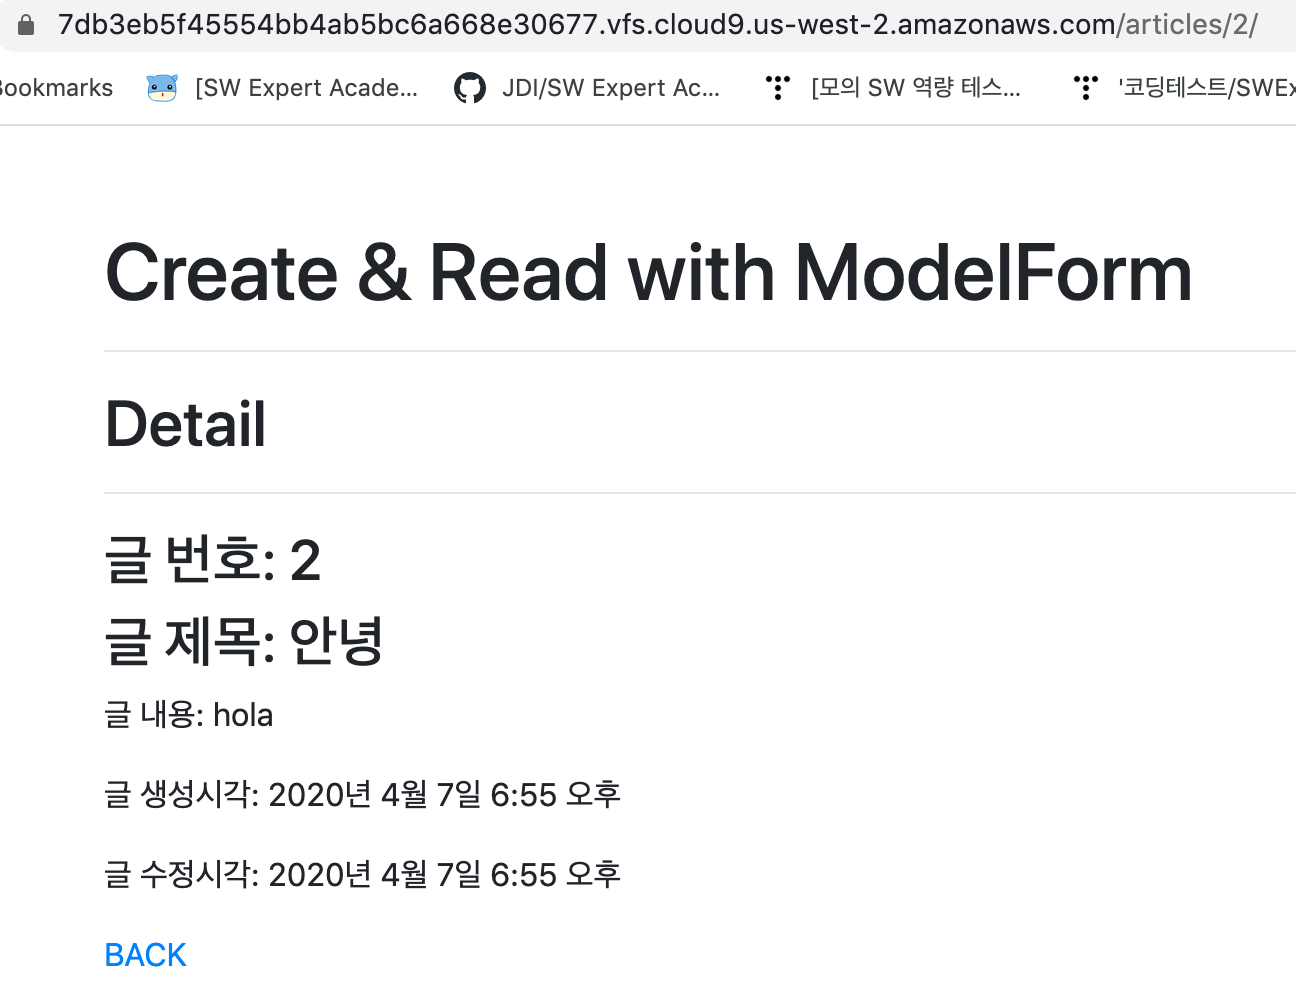 7db3eb5f45554bb4ab5bc6a668e30677.vfs.cloud9.us-west-2.amazonaws.com/articles/2/
Bookmarks [SW Expert Acade... JDI/SW Expert Ac... [모의 SW 역량 테스... '코딩테스트/SWEx
Create & Read with ModelForm
Detail
글 번호: 2
글 제목: 안녕
글 내용: hola
글 생성시각: 2020년 4월 7일 6:55 오후
글 수정시각: 2020년 4월 7일 6:55 오후
BACK